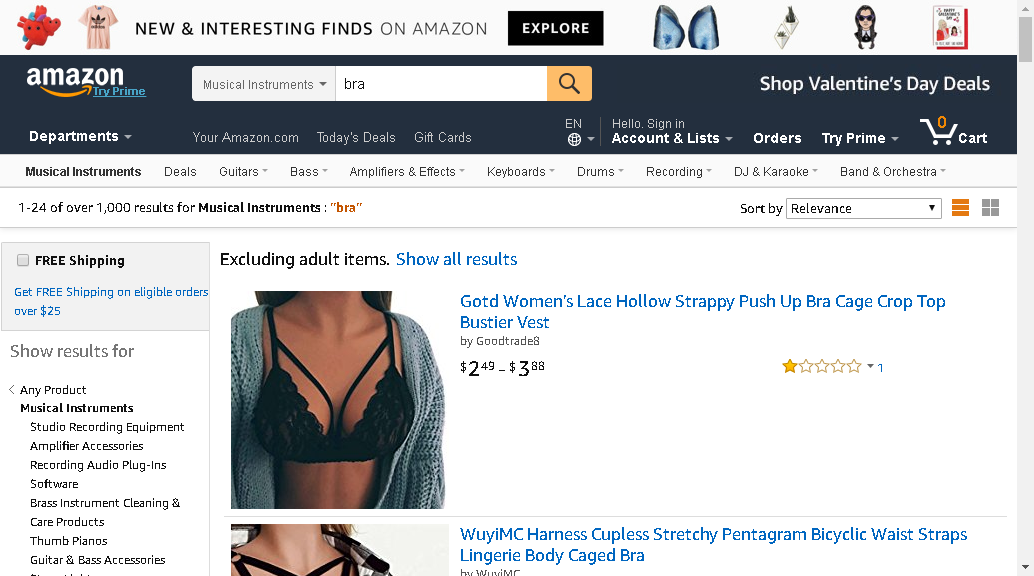 NEW & INTERESTING FINDS ON AMAZON EXPLORE
amazon
Try Prime
Musical Instruments
bra
Shop Valentine's Day Deals
Departments
Your Amazon.com Today's Deals Gift Cards
EN
Hello. Sign in
Account & Lists
Orders
Try Prime
0
Cart
Musical Instruments Deals Guitars Bass Amplifiers & Effects Keyboards Drums Recording DJ & Karaoke Band & Orchestra
1-24 of over 1,000 results for Musical Instruments : "bra"
Sort by Relevance
FREE Shipping
Get FREE Shipping on eligible orders
over $25
Show results for
Any Product
Musical Instruments
Studio Recording Equipment
Amplifier Accessories
Recording Audio Plug-Ins
Software
Brass Instrument Cleaning &
Care Products
Thumb Pianos
Guitar & Bass Accessories
Excluding adult items. Show all results
Gotd Women's Lace Hollow Strappy Push Up Bra Cage Crop Top
Bustier Vest
by Goodtrade8
$2 49 - $3 88
1
WuyiMC Harness Cupless Stretchy Pentagram Bicyclic Waist Straps
Lingerie Body Caged Bra
by WuyiMC